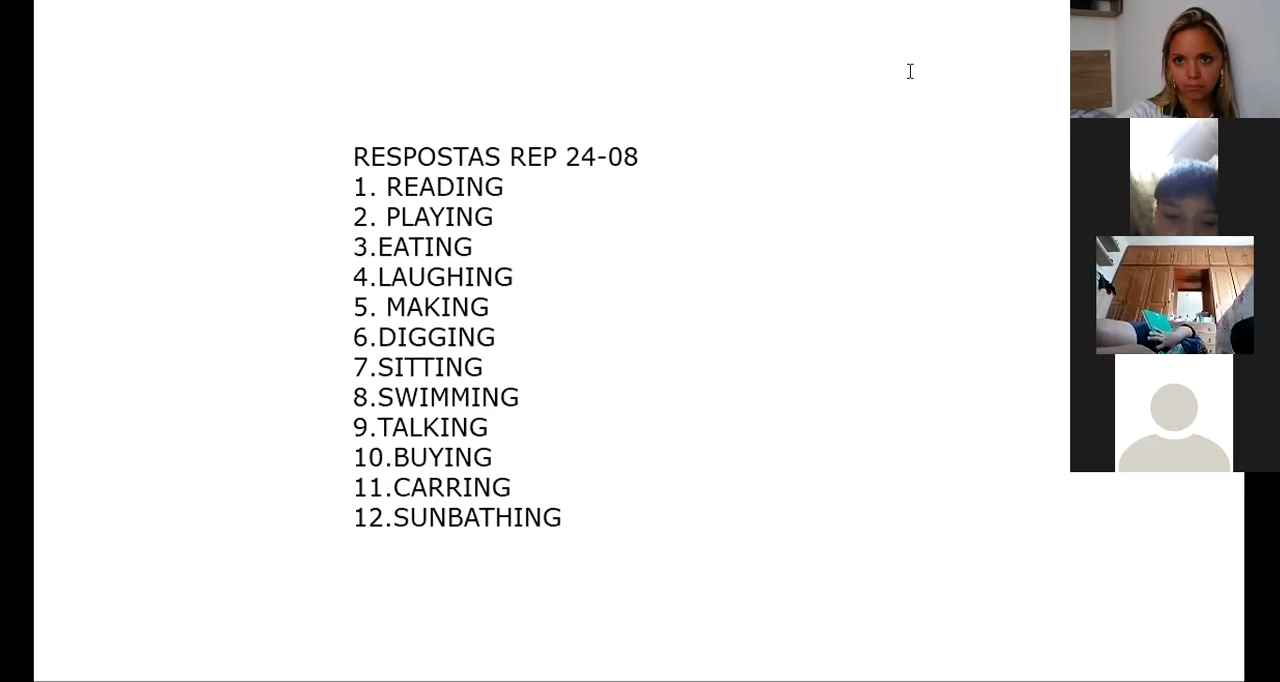 RESPOSTAS REP 24-08
1. READING
2. PLAYING
3.EATING
4.LAUGHING
5. MAKING
6.DIGGING
7.SITTING
8.SWIMMING
9.TALKING
10.BUYING
11.CARRING
12.SUNBATHING